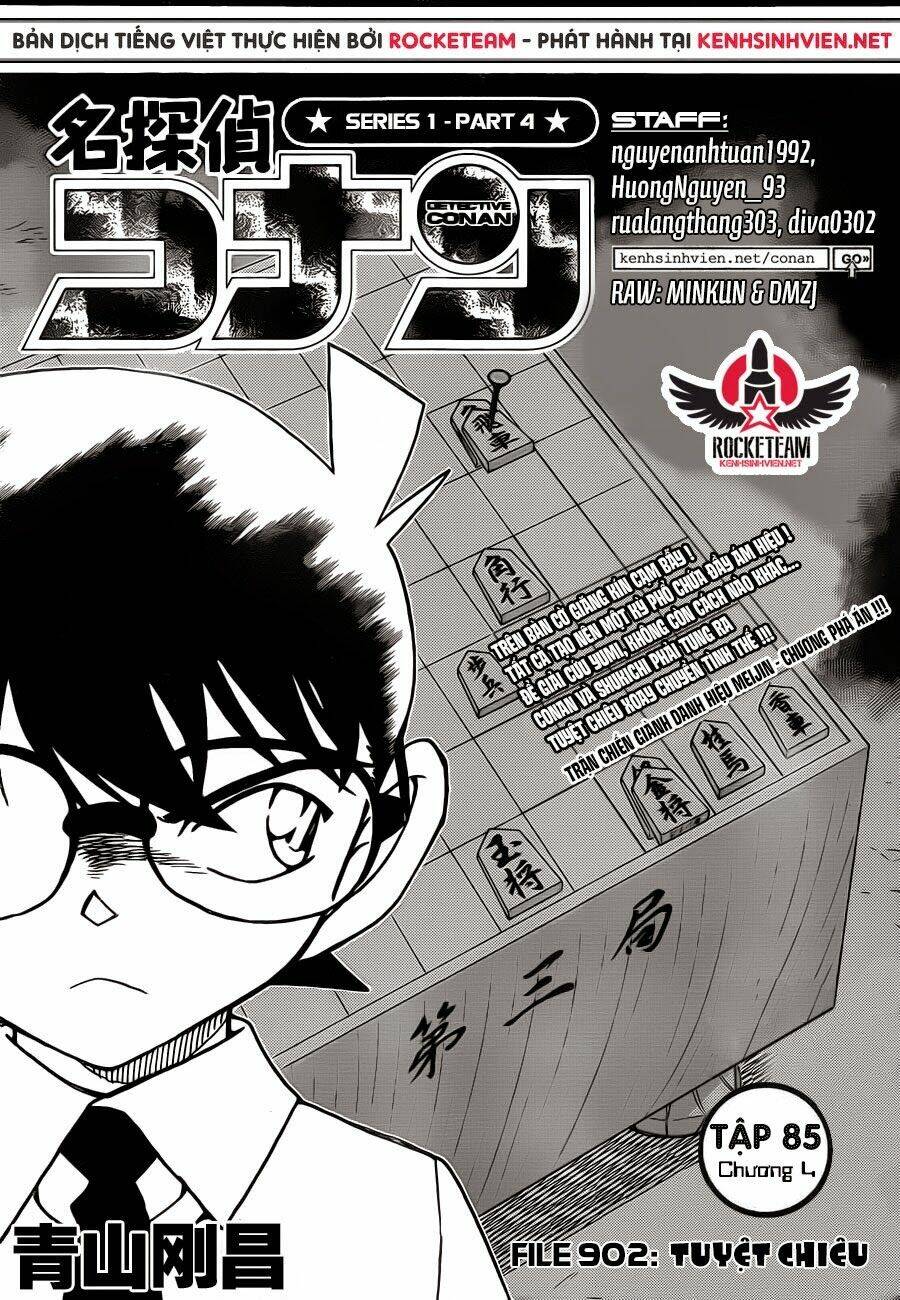 BẢN DỊCH TIẾNG VIỆT THỰC HIỆN BỞI ROCKETEAM - PHÁT HÀNH TẠI KENHSINHVIEN.NET
名探偵
★ SERIES 1 - PART 4 ★
コナン
DETECTIVE
CONAN
STAFF:
nguyenanhtuan1992,
HuongNguyen_93
rualangthang303, diva0302
kenhsinhvien.net/conan GO»
RAW: MINKUN & DMZJ
ROCKETEAM
KENHSINHVIEN.NET
飛車
角行
步兵
TRÊN BÀN CỜ GIĂNG KÍN CẠM BẪY !
TẤT CẢ TẠO NÊN MỘT KỲ PHỔ CHỨA ĐẦY ÁM HIỆU !
ĐỂ GIẢI CỨU YUMI, KHÔNG CÒN CÁCH NÀO KHÁC...
CONAN VÀ SHUKICHI PHẢI TUNG RA
TUYỆT CHIÊU XOAY CHUYỂN TÌNH THẾ !!!
TRẬN CHIẾN GIÀNH DANH HIỆU MEIJIN - CHƯƠNG PHÁ ÁN !!!
香車
桂馬
金将
玉将
第三局
TẬP 85
Chương 4
青山剛昌
FILE 902: TUYỆT CHIÊU